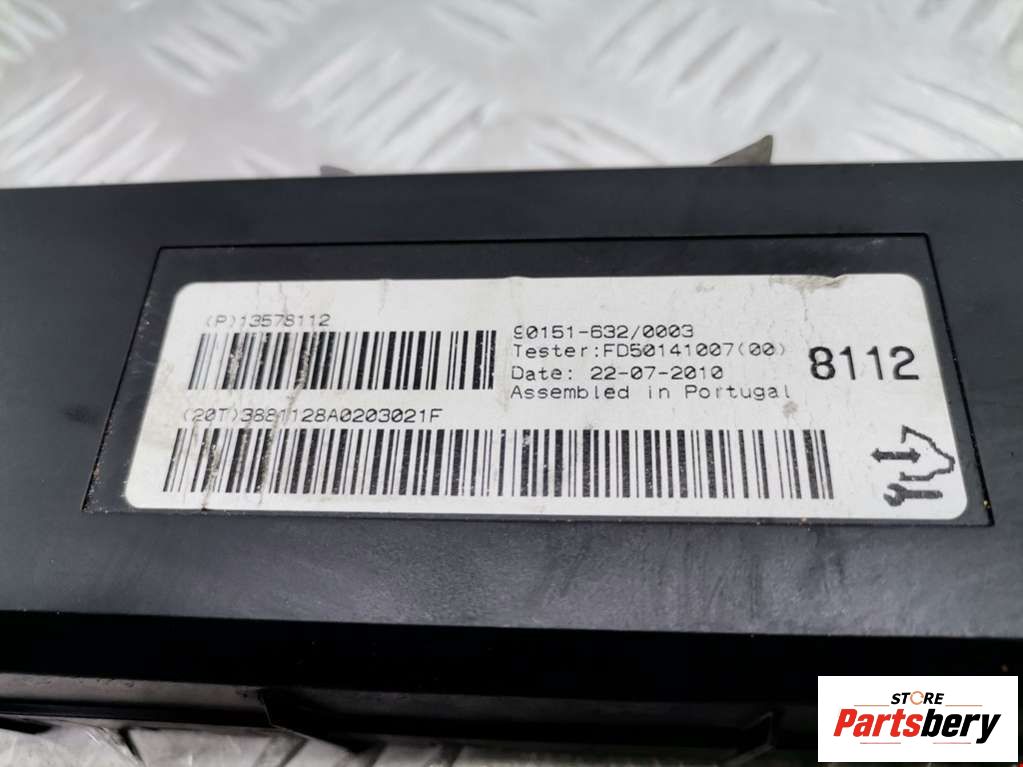 (P)13578112
(20T)3881128A0203021F
90151-632/0003
Tester:FD50141007(00)
Date: 22-07-2010
Assembled in Portugal
8112
STORE
Partsbery